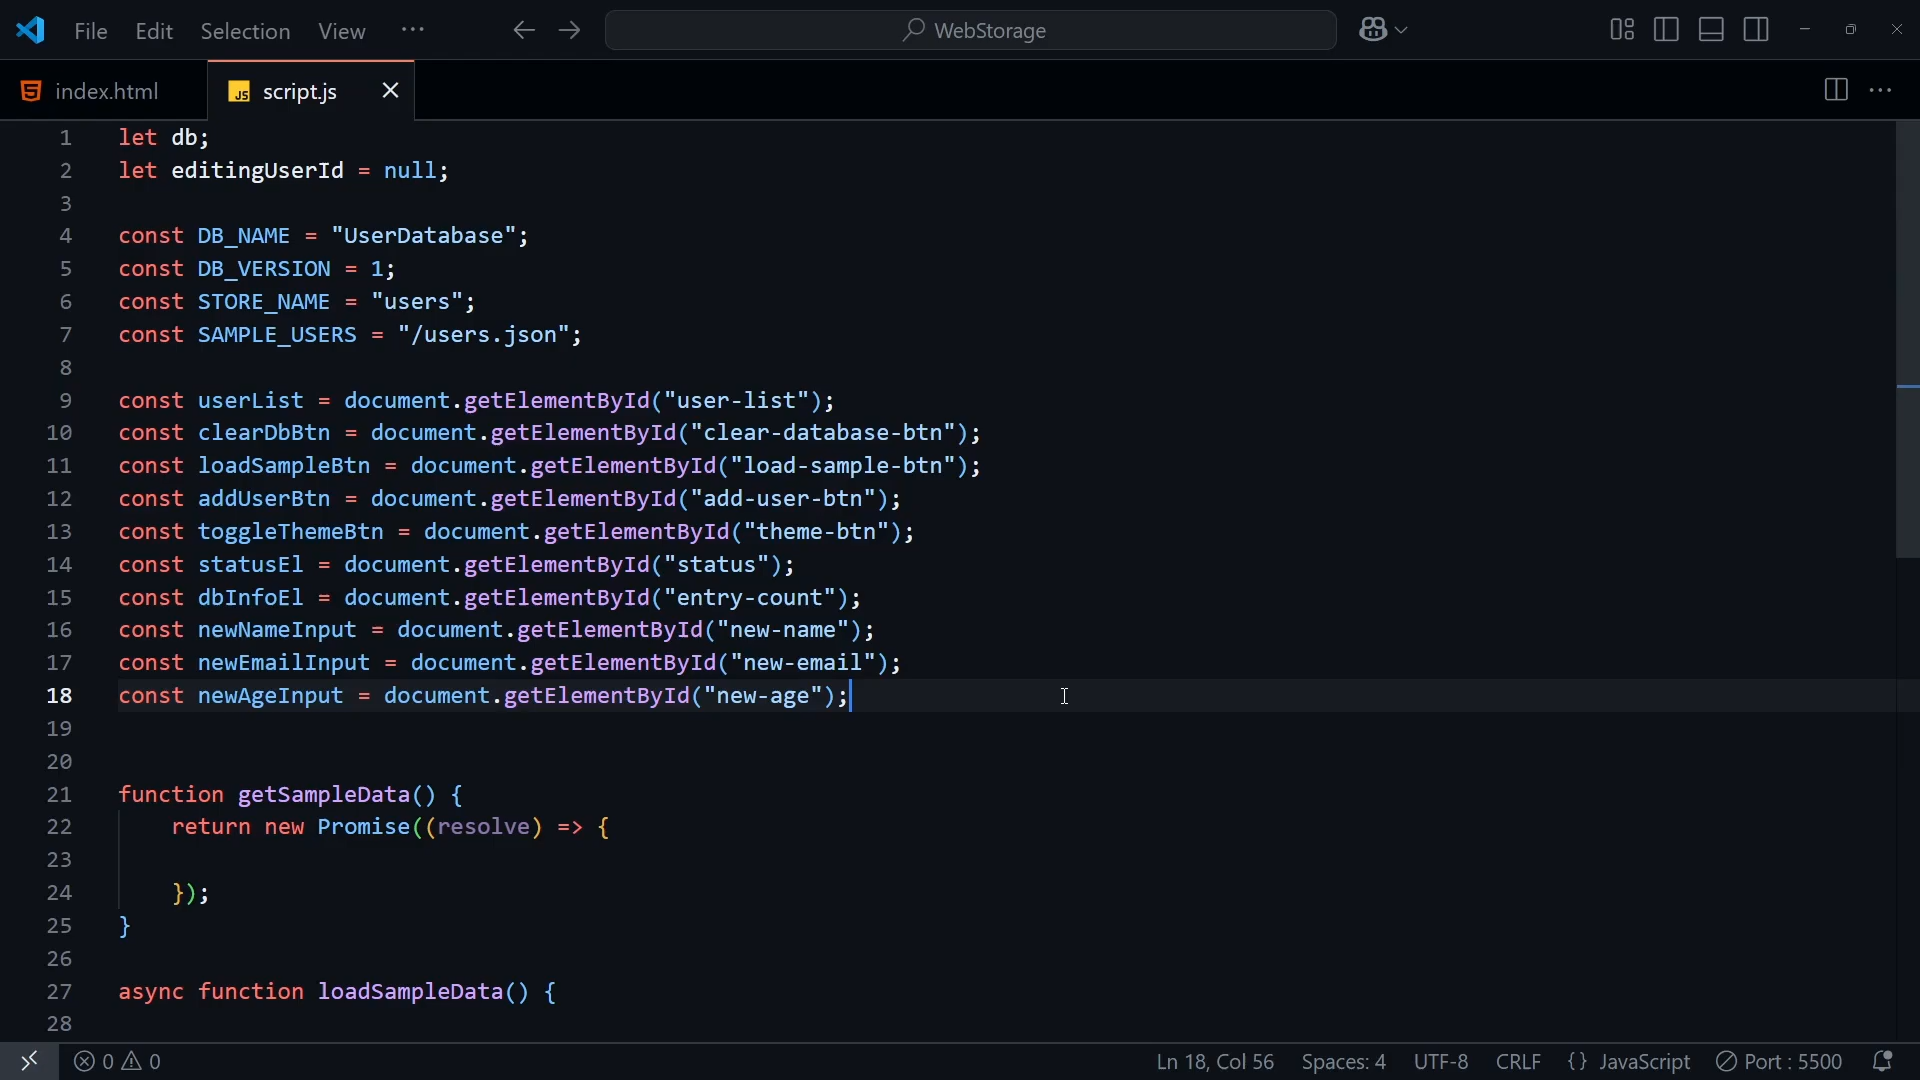 File Edit Selection View ··· WebStorage
index.html script.js
1 let db;
2 let editingUserId = null;
3
4 const DB_NAME = "UserDatabase";
5 const DB_VERSION = 1;
6 const STORE_NAME = "users";
7 const SAMPLE_USERS = "/users.json";
8
9 const userList = document.getElementById("user-list");
10 const clearDbBtn = document.getElementById("clear-database-btn");
11 const loadSampleBtn = document.getElementById("load-sample-btn");
12 const addUserBtn = document.getElementById("add-user-btn");
13 const toggleThemeBtn = document.getElementById("theme-btn");
14 const statusEl = document.getElementById("status");
15 const dbInfoEl = document.getElementById("entry-count");
16 const newNameInput = document.getElementById("new-name");
17 const newEmailInput = document.getElementById("new-email");
18 const newAgeInput = document.getElementById("new-age");
19
20
21 function getSampleData() {
22     return new Promise((resolve) => {
23
24     });
25 }
26
27 async function loadSampleData() {
28
0 0 Ln 18, Col 56 Spaces: 4 UTF-8 CRLF {} JavaScript Port : 5500